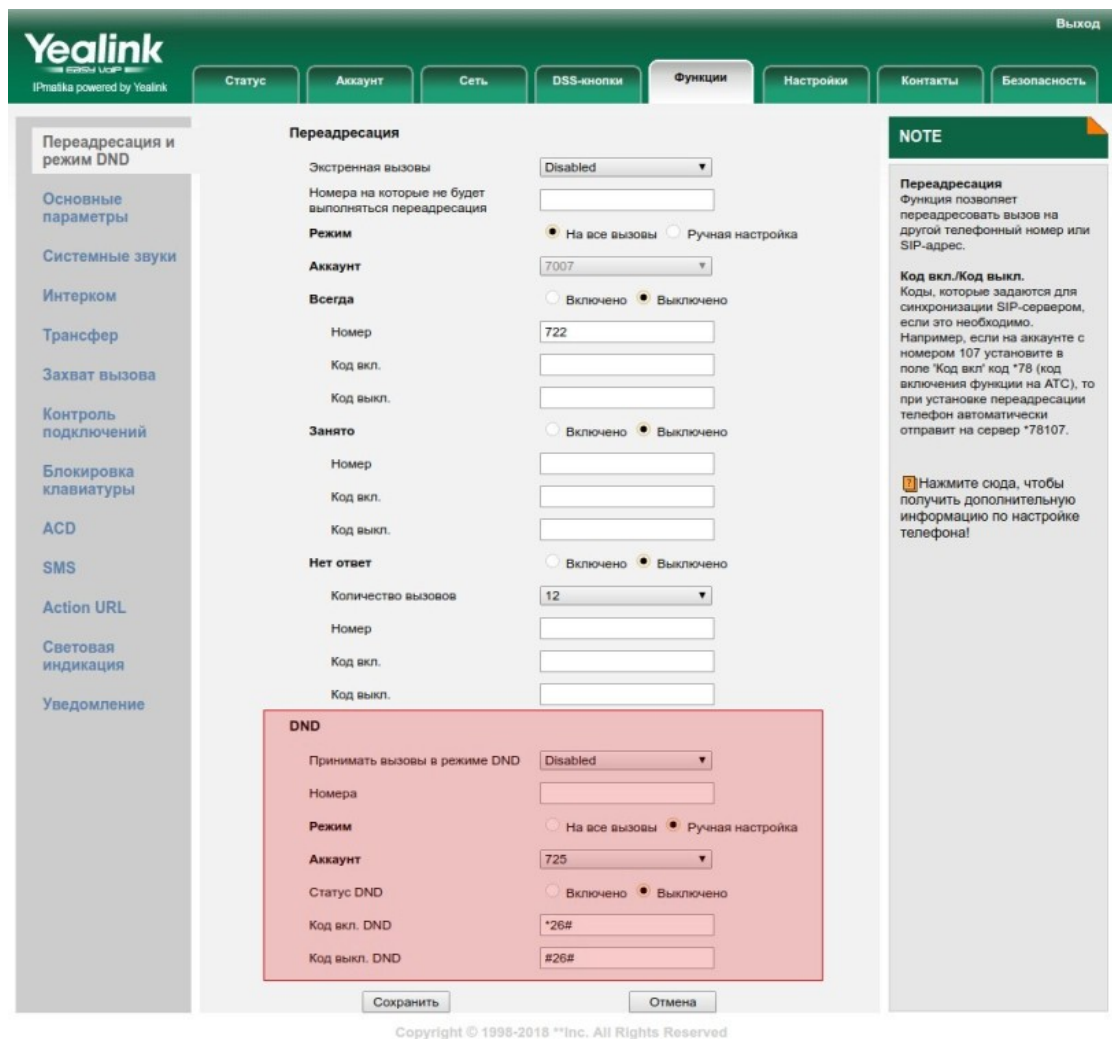 Выход
Yealink
EASY VoIP
IPmatika powered by Yealink
Статус
Аккаунт
Сеть
DSS-кнопки
Функции
Настройки
Контакты
Безопасность
Переадресация и
режим DND
Основные
параметры
Системные звуки
Интерком
Трансфер
Захват вызова
Контроль
подключений
Блокировка
клавиатуры
ACD
SMS
Action URL
Световая
индикация
Уведомление
Переадресация
Экстренная вызовы Disabled
Номера на которые не будет
выполняться переадресация
Режим На все вызовы Ручная настройка
Аккаунт 7007
Всегда Включено Выключено
Номер 722
Код вкл.
Код выкл.
Занято Включено Выключено
Номер
Код вкл.
Код выкл.
Нет ответ Включено Выключено
Количество вызовов 12
Номер
Код вкл.
Код выкл.
DND
Принимать вызовы в режиме DND Disabled
Номера
Режим На все вызовы Ручная настройка
Аккаунт 725
Статус DND Включено Выключено
Код вкл. DND *26#
Код выкл. DND #26#
Сохранить Отмена
NOTE
Переадресация
Функция позволяет
переадресовать вызов на
другой телефонный номер или
SIP-адрес.
Код вкл./Код выкл.
Коды, которые задаются для
синхронизации SIP-сервером,
если это необходимо.
Например, если на аккаунте с
номером 107 установите в
поле 'Код вкл' код *78 (код
включения функции на АТС), то
при установке переадресации
телефон автоматически
отправит на сервер *78107.
Нажмите сюда, чтобы
получить дополнительную
информацию по настройке
телефона!
Copyright © 1998-2018 **Inc. All Rights Reserved